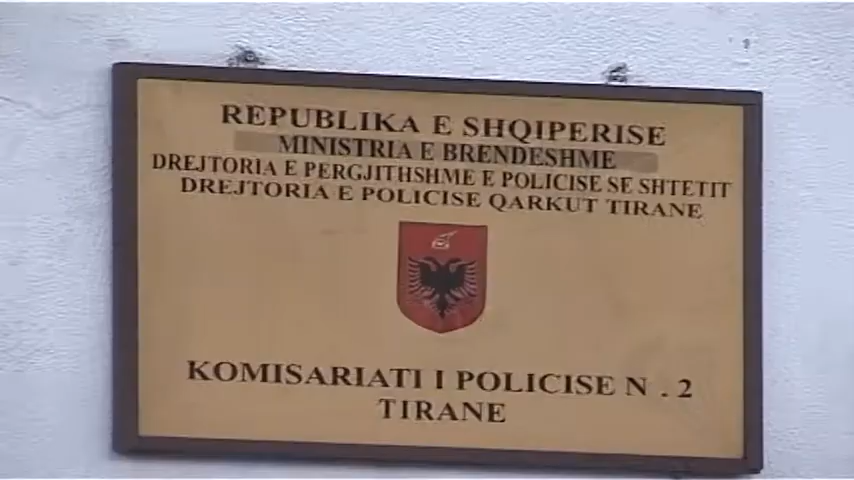 REPUBLIKA E SHQIPERISE
MINISTRIA E BRENDESHME
DREJTORIA E PERGJITHSHME E POLICISE SE SHTETIT
DREJTORIA E POLICISE QARKUT TIRANE
KOMISARIATI I POLICISE N . 2
TIRANE